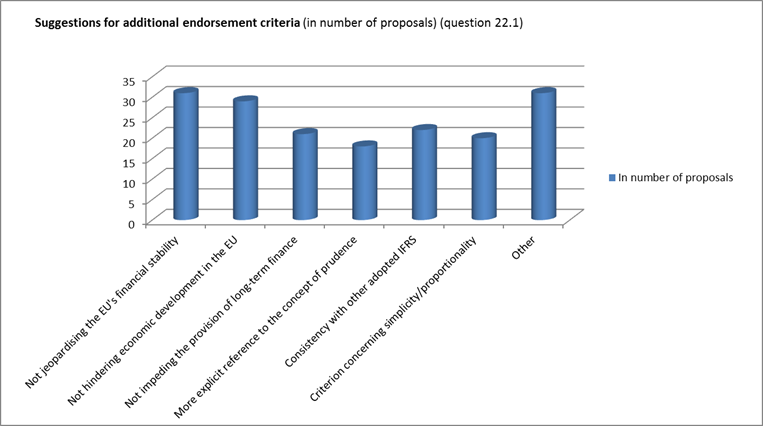 Suggestions for additional endorsement criteria (in number of proposals) (question 22.1)
35
30
25
20
15
10
5
0
Not jeopardising the EU's financial stability
Not hindering economic development in the EU
Not impeding the provision of long-term finance
More explicit reference to the concept of prudence
Consistency with other adopted IFRS
Criterion concerning simplicity/proportionality
Other
In number of proposals